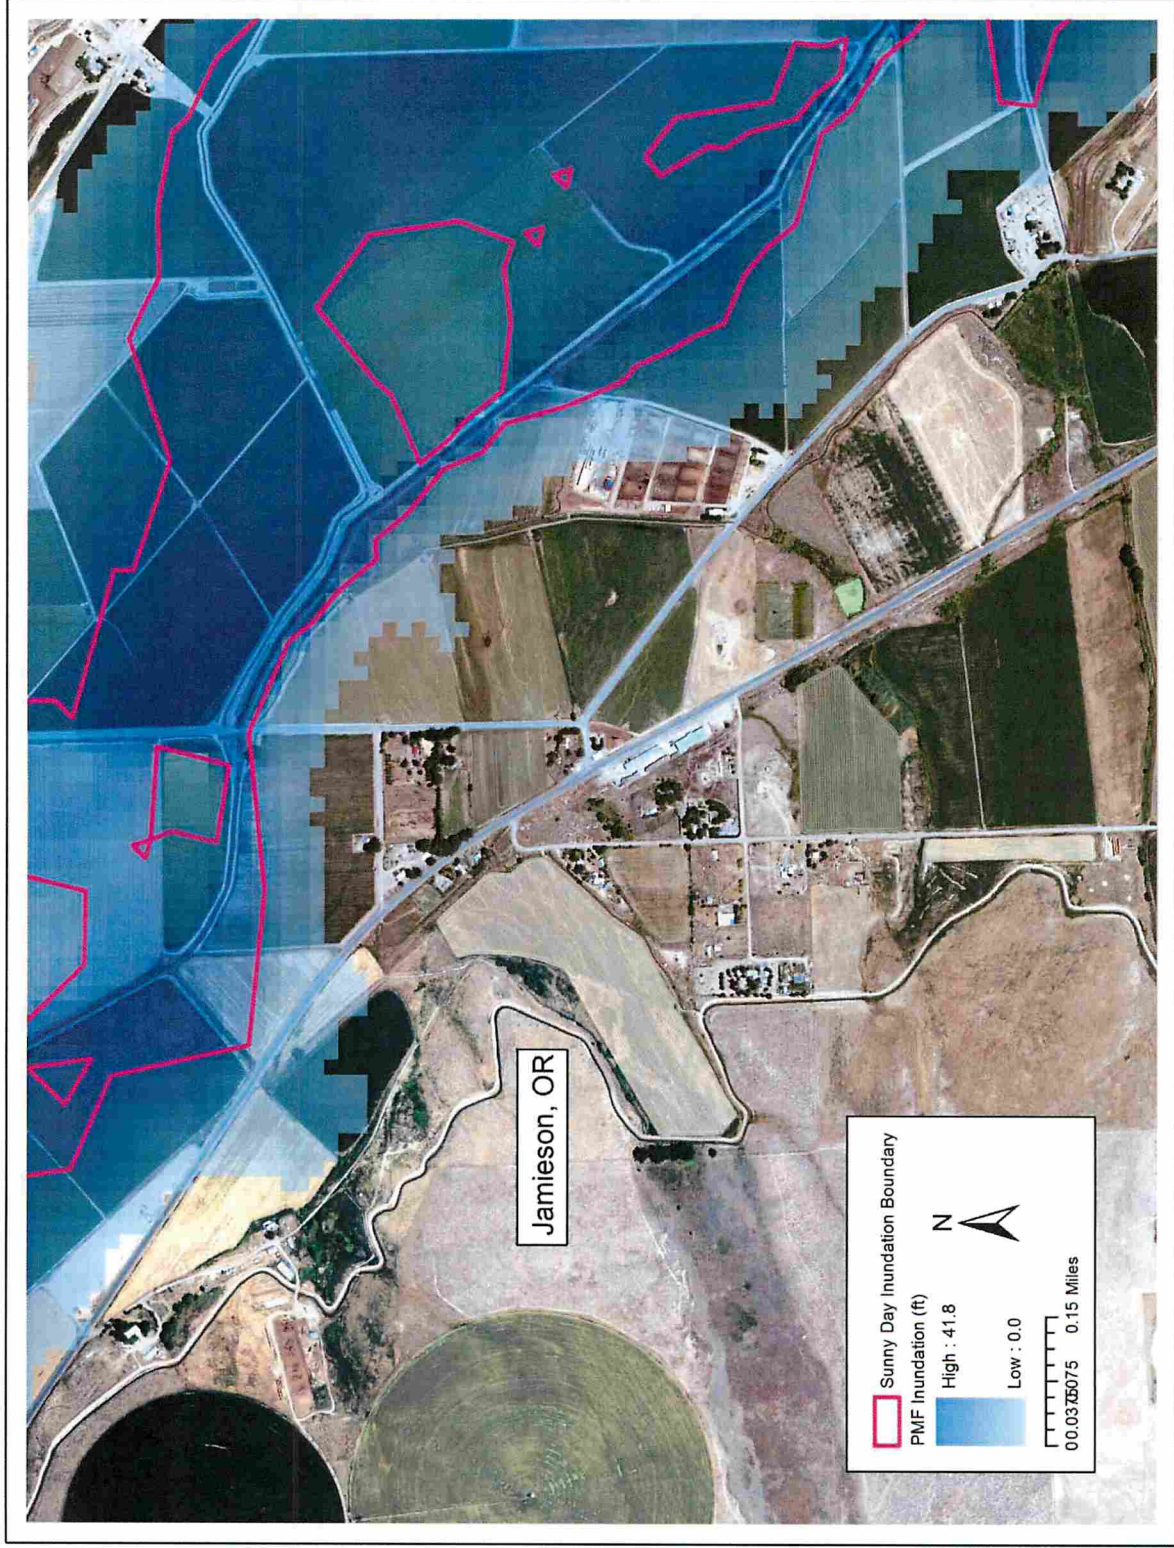 Jamieson, OR
Sunny Day Inundation Boundary
PMF Inundation (ft)
High : 41.8
Low : 0.0
N
0.15 Miles